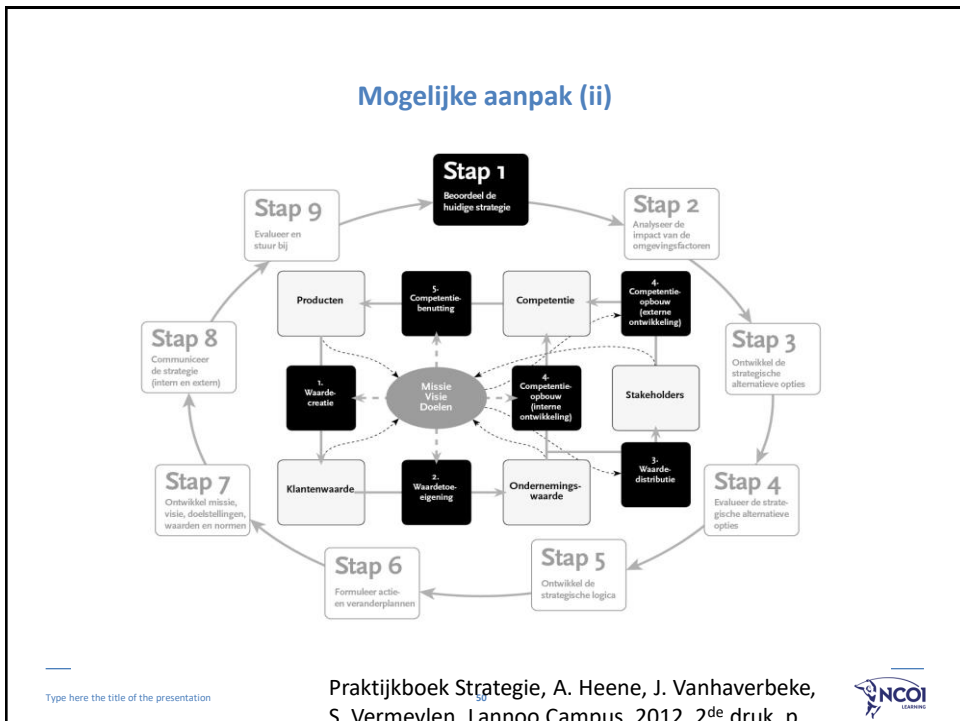 Mogelijke aanpak (ii)
Stap 1
Beoordeel de
huidige strategie
Stap 2
Analyseer de
impact van de
omgevingsfactoren
Stap 3
Ontwikkel de
strategische
alternatieve opties
Stap 4
Evalueer de strate-
gische alternatieve
opties
Stap 5
Ontwikkel de
strategische logica
Stap 6
Formuleer actie-
en veranderplannen
Stap 7
Ontwikkel missie,
visie, doelstellingen,
waarden en normen
Stap 8
Communiceer
de strategie
(intern en extern)
Stap 9
Evalueer en
stuur bij
Producten
5.
Competentie-
benutting
Competentie
4.
Competentie-
opbouw
(externe
ontwikkeling)
1.
Waarde-
creatie
Missie
Visie
Doelen
4.
Competentie-
opbouw
(interne
ontwikkeling)
Stakeholders
Klantenwaarde
2.
Waardetoe-
eigening
Ondernemings-
waarde
3.
Waarde-
distributie
Type here the title of the presentation
50
Praktijkboek Strategie, A. Heene, J. Vanhaverbeke,
S. Vermeylen, Lannoo Campus, 2012, 2de druk, p
NCOI
LEARNING